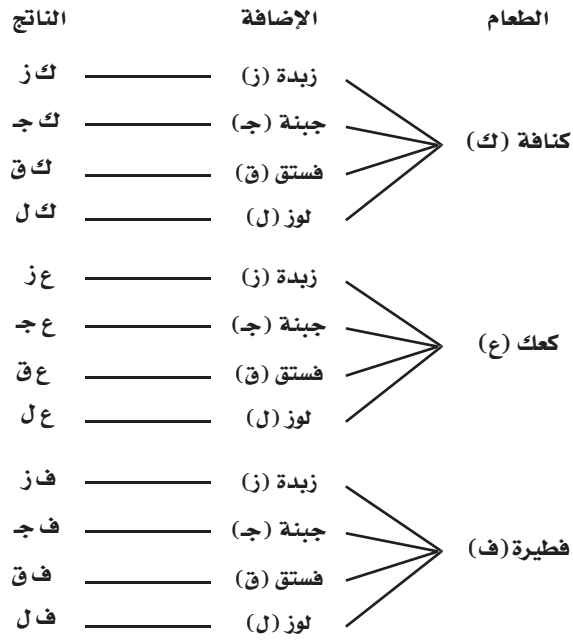 الطعام الإضافة الناتج
زبدة (ز) ك ز
جبنة (جـ) ك جـ
كنافة (ك)
فستق (ق) ك ق
لوز (ل) ك ل
زبدة (ز) ع ز
جبنة (جـ) ع جـ
كعك (ع)
فستق (ق) ع ق
لوز (ل) ع ل
زبدة (ز) ف ز
جبنة (جـ) ف جـ
فطيرة (ف)
فستق (ق) ف ق
لوز (ل) ف ل